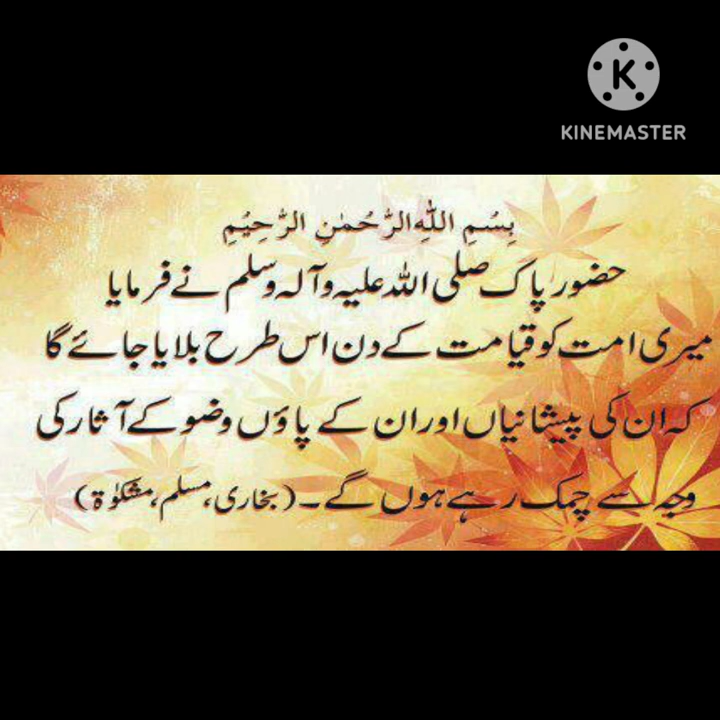 KINEMASTER
بِسْمِ اللّٰهِ الرَّحْمٰنِ الرَّحِيْمِ
حضور پاک صلی اللہ علیہ وآلہ وسلم نے فرمایا
میری امت کو قیامت کے دن اس طرح بلایا جائے گا
کہ ان کی پیشانیاں اور ان کے پاؤں وضو کے آثار کی
وجہ سے چمک رہے ہوں گے۔ (بخاری، مسلم، مشکوٰۃ)